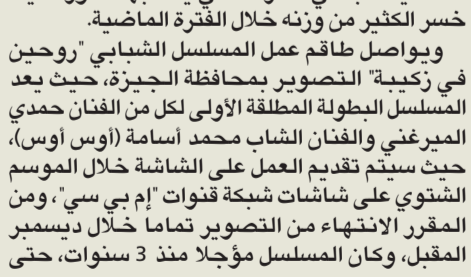 خسر الكثير من وزنه خلال الفترة الماضية.
ويواصل طاقم عمل المسلسل الشبابي "روحين
في زكيبة" التصوير بمحافظة الجيزة، حيث يعد
المسلسل البطولة المطلقة الأولى لكل من الفنان حمدي
الميرغني والفنان الشاب محمد أسامة (أوس أوس)،
حيث سيتم تقديم العمل على الشاشة خلال الموسم
الشتوي على شاشات شبكة قنوات "إم بي سي"، ومن
المقرر الانتهاء من التصوير تماما خلال ديسمبر
المقبل، وكان المسلسل مؤجلا منذ 3 سنوات، حتى